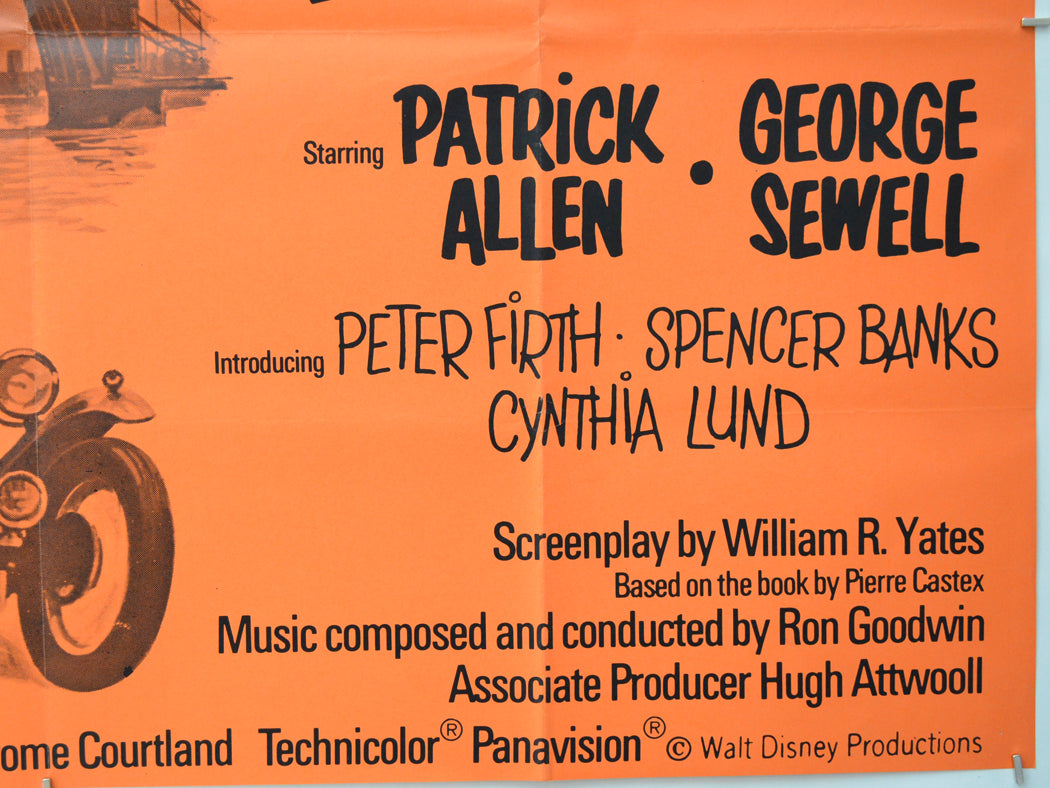 Starring PATRiCK ALLEN · GEORGE SEWELL
Introducing PETER FiRTH · SPENCER BANKS
CYNTHiA LUND
Screenplay by William R. Yates
Based on the book by Pierre Castex
Music composed and conducted by Ron Goodwin
Associate Producer Hugh Attwooll
ome Courtland Technicolor® Panavision® © Walt Disney Productions